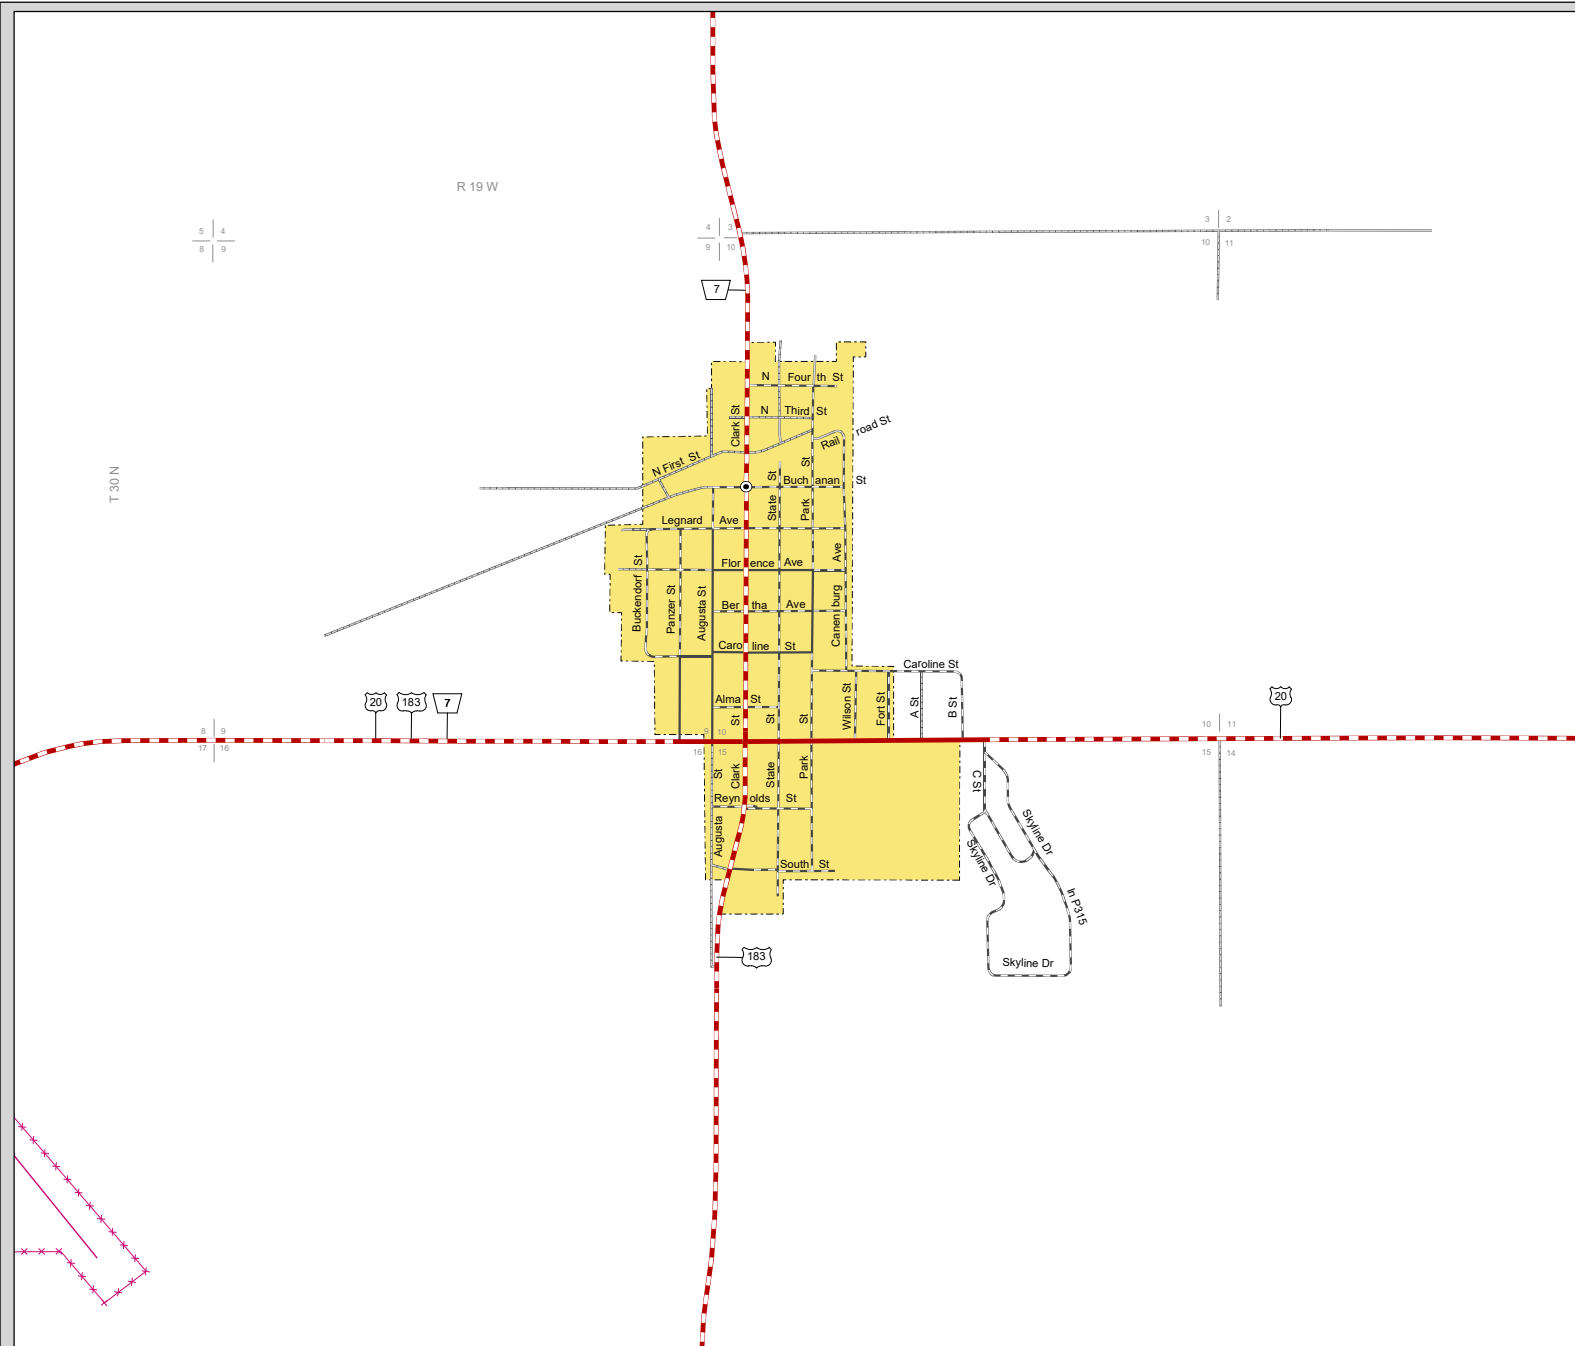 R 19 W
T 30 N
5 4
8 9
4 3
9 10
3 2
10 11
7
N Fourth St
N Third St
Clark St
Railroad St
N First St
Buchanan St
State St
Park St
Legnard Ave
Florence Ave
Bertha Ave
Caroline St
Buckendorf St
Panzer St
Augusta St
Canenburg Ave
Caroline St
Alma St
Wilson St
Fort St
A St
B St
20
183
7
20
8 9
17 16
9 10
16 15
10 11
15 14
Clark St
State St
Park St
Augusta St
Reynolds St
South St
C St
Skyline Dr
Skyline Dr
In P315
Skyline Dr
183